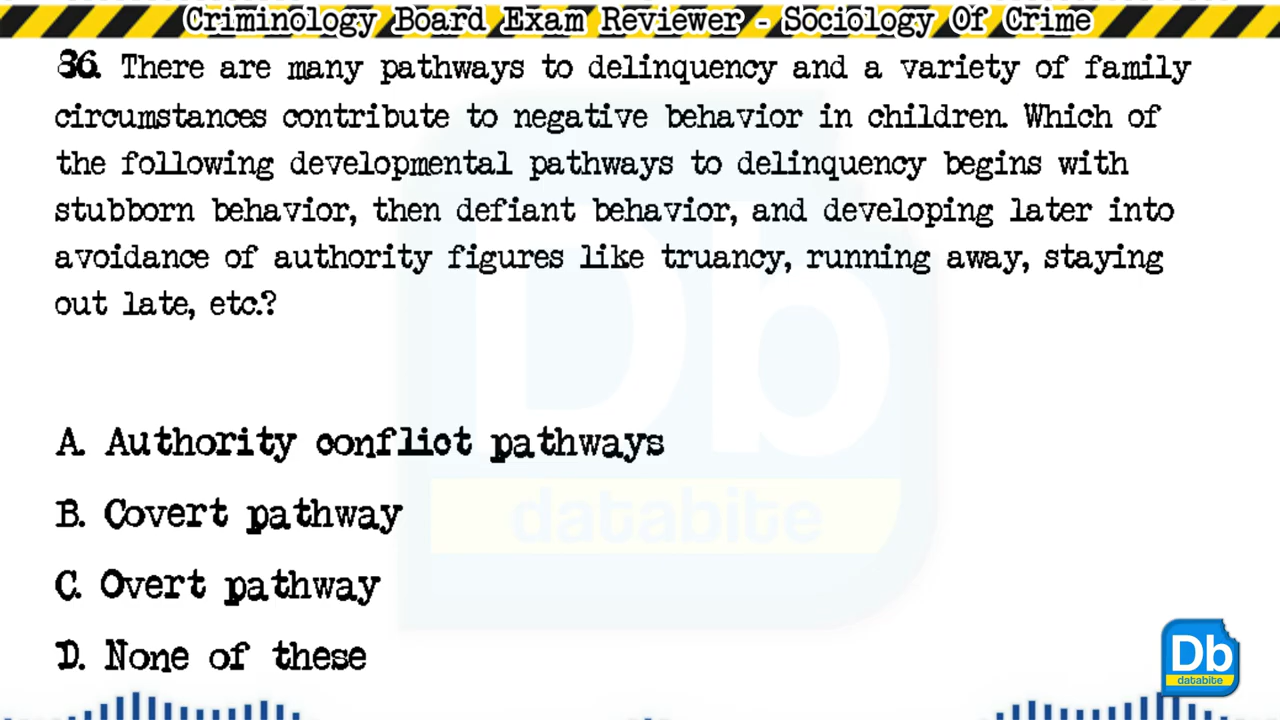 Criminology Board Exam Reviewer - Sociology Of Crime
86. There are many pathways to delinquency and a variety of family
circumstances contribute to negative behavior in children. Which of
the following developmental pathways to delinquency begins with
stubborn behavior, then defiant behavior, and developing later into
avoidance of authority figures like truancy, running away, staying
out late, etc.?
A. Authority conflict pathways
B. Covert pathway
C. Overt pathway
D. None of these
Db
databite
Db
databite